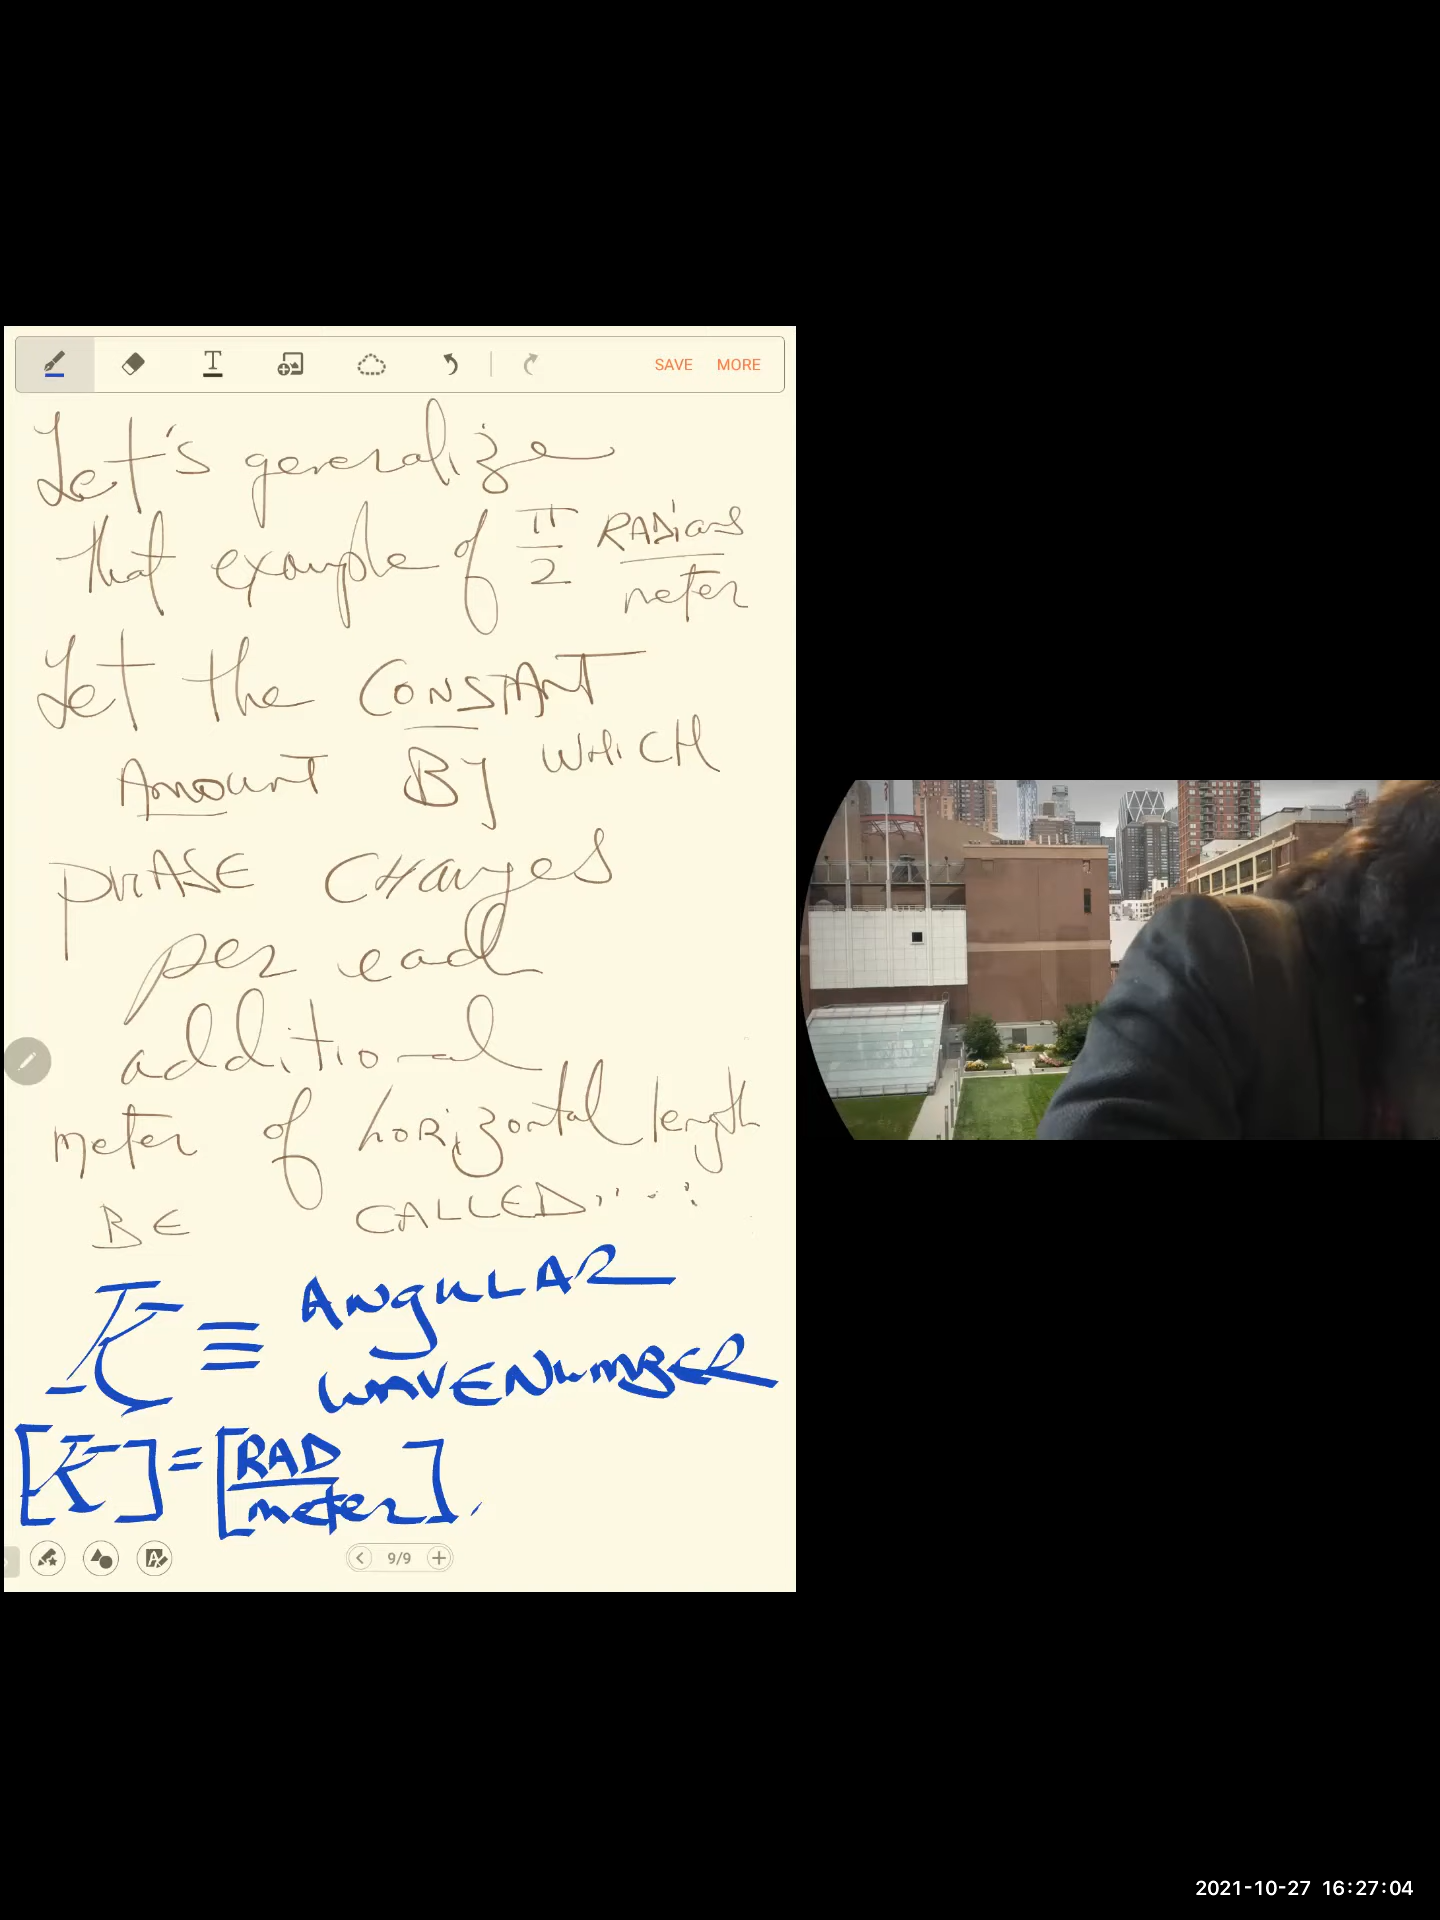 SAVE MORE
Let's generalize
that example of π/2 RADians/meter
Let the CONSTANT
AMOUNT BY WHICH
PHASE CHanges
per each
additional
meter of horizontal length
BE CALLED....
K ≡ ANgULAR
WAVENUMBER
[K] = [RAD/meter].
9/9
2021-10-27 16:27:04